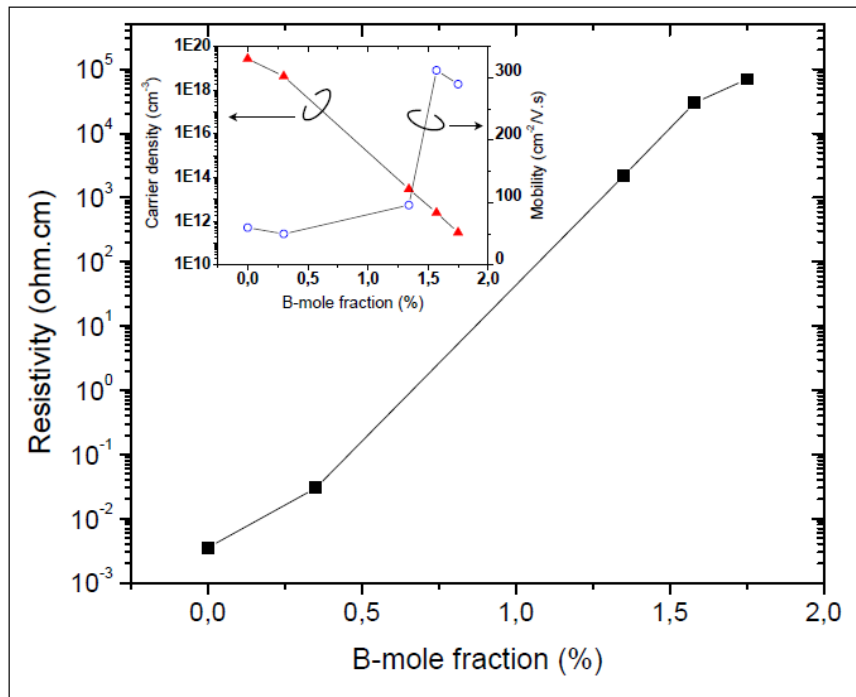 1E20
1E18
1E16
1E14
1E12
1E10
Carrier density (cm⁻³)
300
200
100
0
Mobility (cm⁻²/V.s)
0,0 0,5 1,0 1,5 2,0
B-mole fraction (%)
10⁵
10⁴
10³
10²
10¹
10⁰
10⁻¹
10⁻²
10⁻³
Resistivity (ohm.cm)
0,0 0,5 1,0 1,5 2,0
B-mole fraction (%)